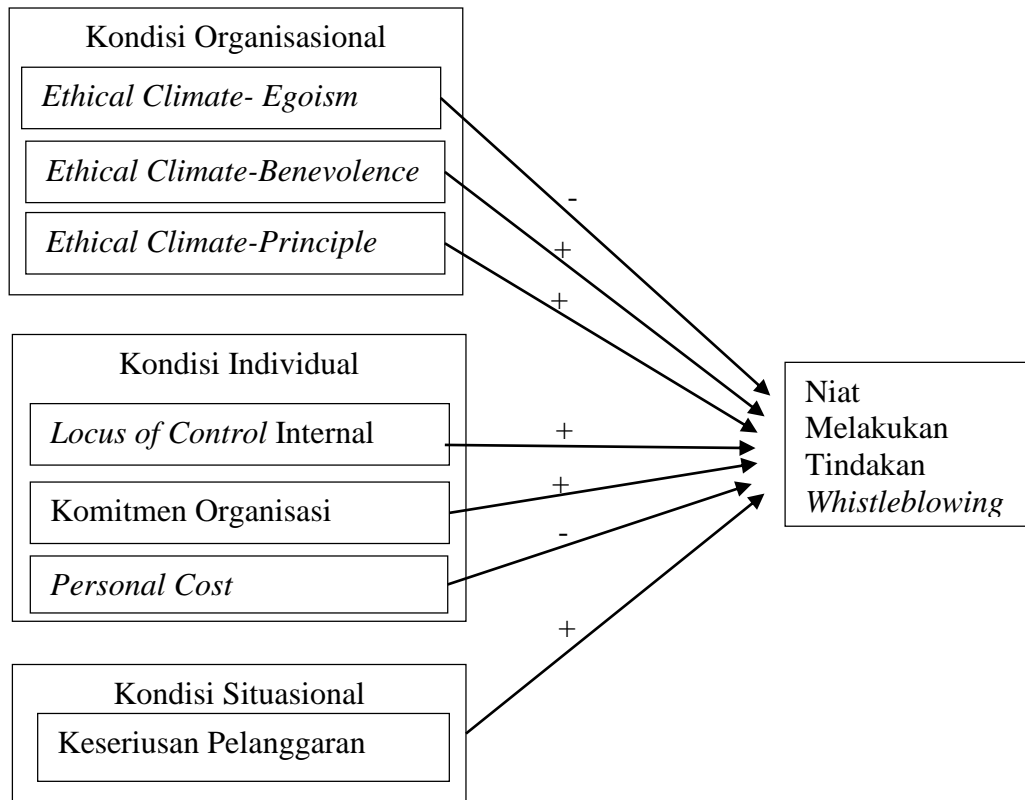 Kondisi Organisasional
Ethical Climate- Egoism
Ethical Climate-Benevolence
Ethical Climate-Principle
-
+
+
Kondisi Individual
Locus of Control Internal
Komitmen Organisasi
Personal Cost
+
+
-
Kondisi Situasional
Keseriusan Pelanggaran
+
Niat
Melakukan
Tindakan
Whistleblowing